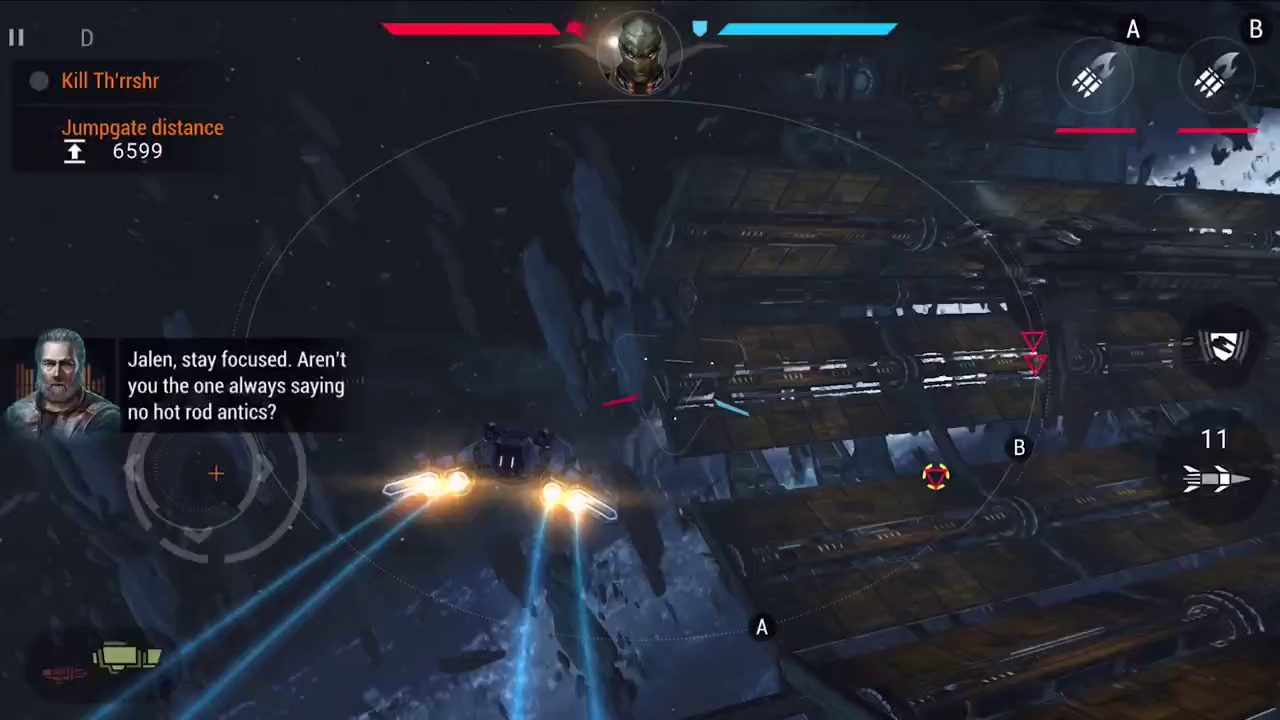 D
A
B
Kill Th'rrshr
Jumpgate distance
6599
Jalen, stay focused. Aren't
you the one always saying
no hot rod antics?
11
B
A